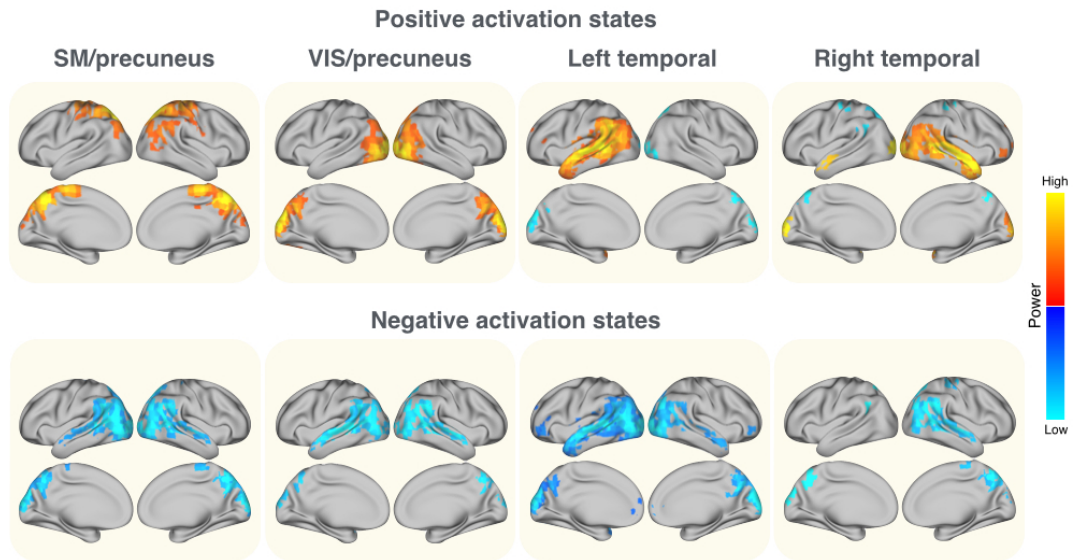 Positive activation states
SM/precuneus
VIS/precuneus
Left temporal
Right temporal
High
Power
Low
Negative activation states